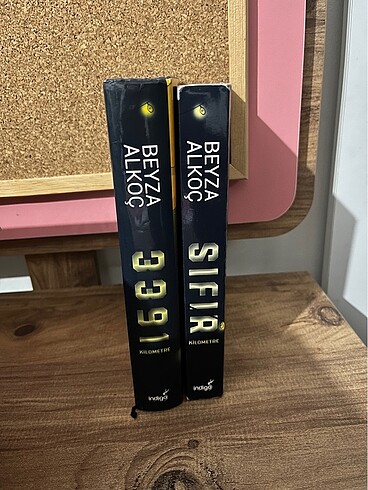 BEYZA
ALKOÇ
3391
KİLOMETRE
indigo
BEYZA
ALKOÇ
SIFIR
KİLOMETRE
indigo